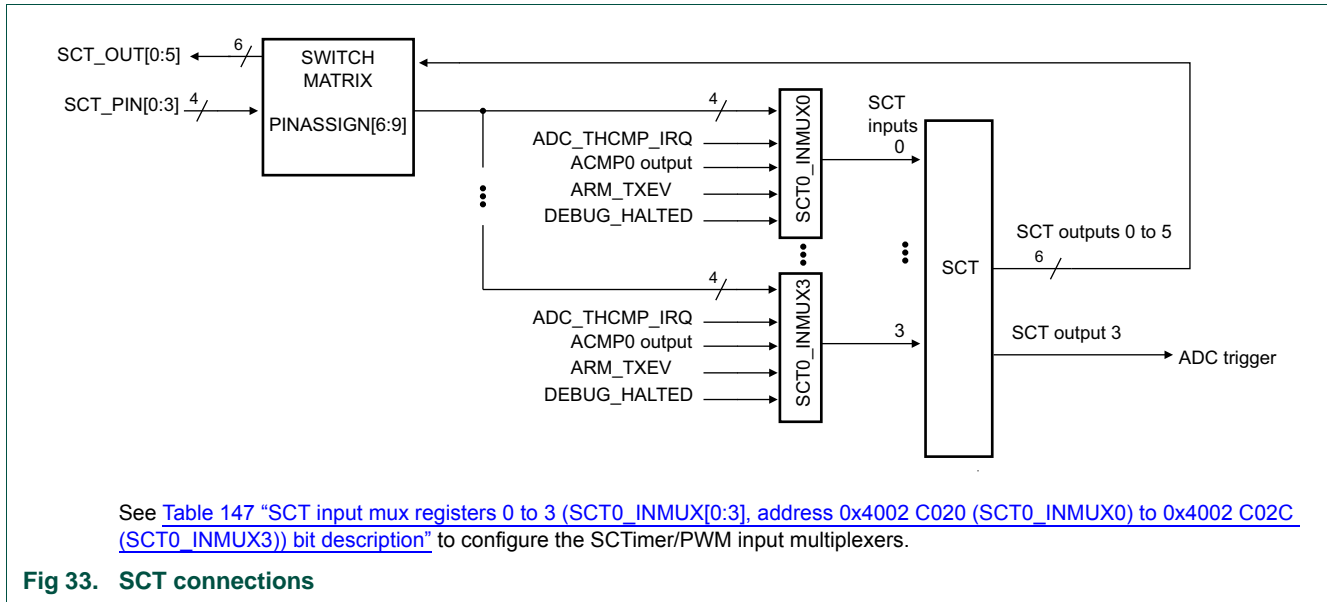 SCT_OUT[0:5]
6
SWITCH
MATRIX
SCT_PIN[0:3]
4
PINASSIGN[6:9]
4
ADC_THCMP_IRQ
ACMP0 output
ARM_TXEV
DEBUG_HALTED
SCT0_INMUX0
SCT
inputs
0
4
ADC_THCMP_IRQ
ACMP0 output
ARM_TXEV
DEBUG_HALTED
SCT0_INMUX3
3
SCT
SCT outputs 0 to 5
6
SCT output 3
ADC trigger
See Table 147 “SCT input mux registers 0 to 3 (SCT0_INMUX[0:3], address 0x4002 C020 (SCT0_INMUX0) to 0x4002 C02C
(SCT0_INMUX3)) bit description” to configure the SCTimer/PWM input multiplexers.
Fig 33. SCT connections